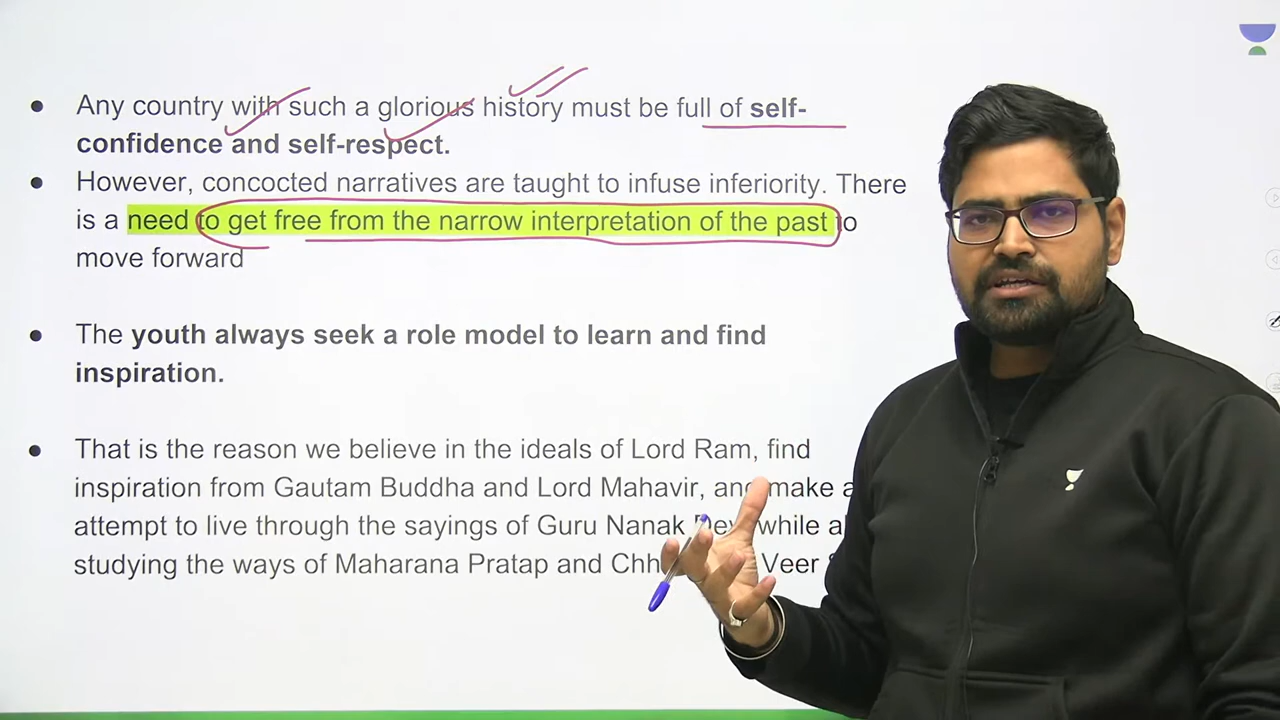 ● Any country with such a glorious history must be full of self-
confidence and self-respect.
● However, concocted narratives are taught to infuse inferiority. There
is a need to get free from the narrow interpretation of the past to
move forward
● The youth always seek a role model to learn and find
inspiration.
● That is the reason we believe in the ideals of Lord Ram, find
inspiration from Gautam Buddha and Lord Mahavir, and make a
attempt to live through the sayings of Guru Nanak Dev, while
studying the ways of Maharana Pratap and Veer